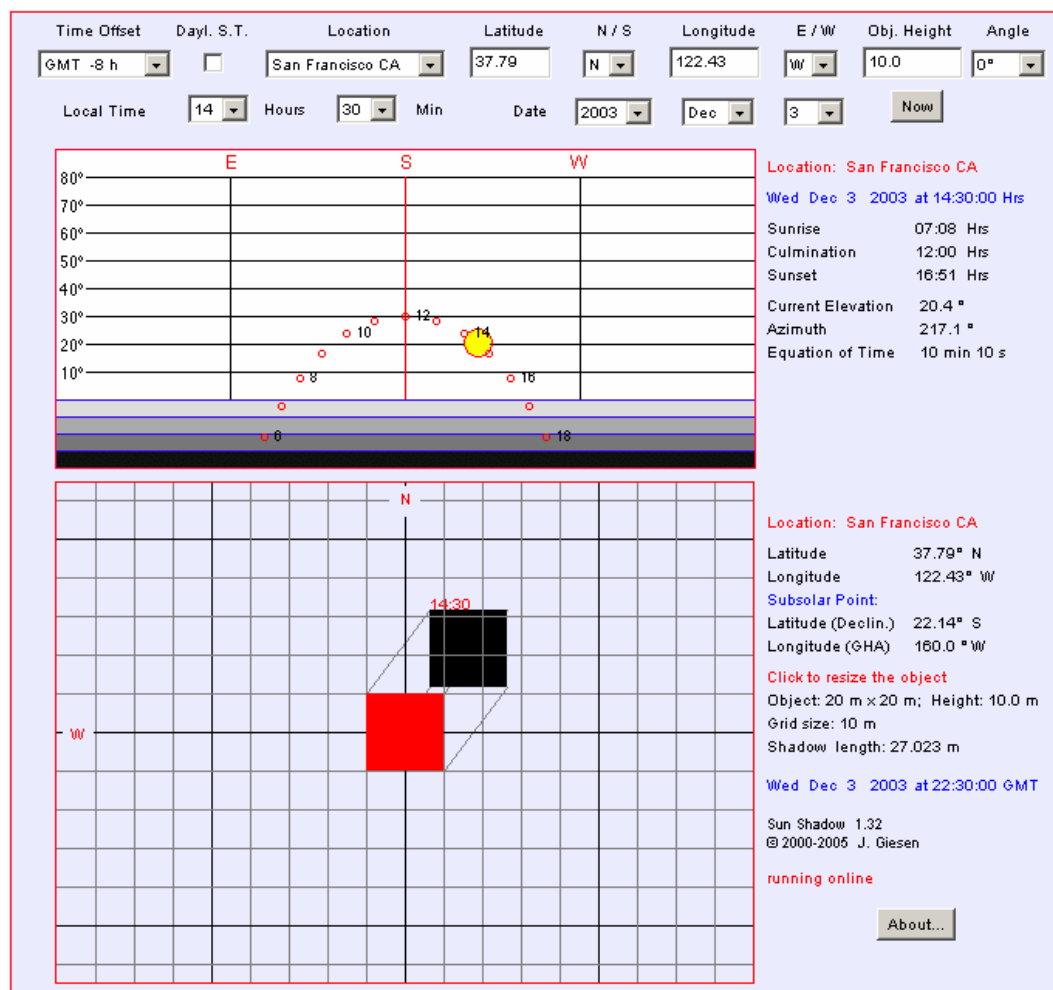 Time Offset Dayl. S.T. Location Latitude N / S Longitude E / W Obj. Height Angle
GMT -8 h San Francisco CA 37.79 N 122.43 W 10.0 0°
Local Time 14 Hours 30 Min Date 2003 Dec 3 Now
E S W
80°
70°
60°
50°
40°
30°
20°
10°
12
10 14
8 16
6 18
Location: San Francisco CA
Wed Dec 3 2003 at 14:30:00 Hrs
Sunrise 07:08 Hrs
Culmination 12:00 Hrs
Sunset 16:51 Hrs
Current Elevation 20.4 °
Azimuth 217.1 °
Equation of Time 10 min 10 s
N
14:30
W
Location: San Francisco CA
Latitude 37.79° N
Longitude 122.43° W
Subsolar Point:
Latitude (Declin.) 22.14° S
Longitude (GHA) 160.0 °W
Click to resize the object
Object: 20 m x 20 m; Height: 10.0 m
Grid size: 10 m
Shadow length: 27.023 m
Wed Dec 3 2003 at 22:30:00 GMT
Sun Shadow 1.32
© 2000-2005 J. Giesen
running online
About...